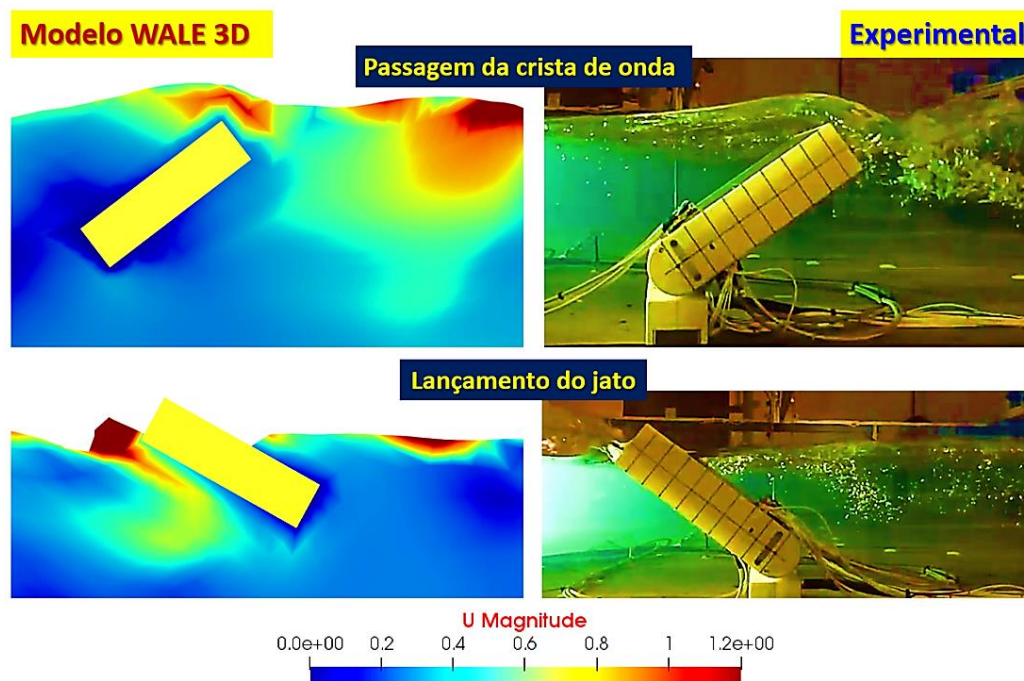 Modelo WALE 3D
Experimental
Passagem da crista de onda
Lançamento do jato
U Magnitude
0.0e+00 0.2 0.4 0.6 0.8 1 1.2e+00